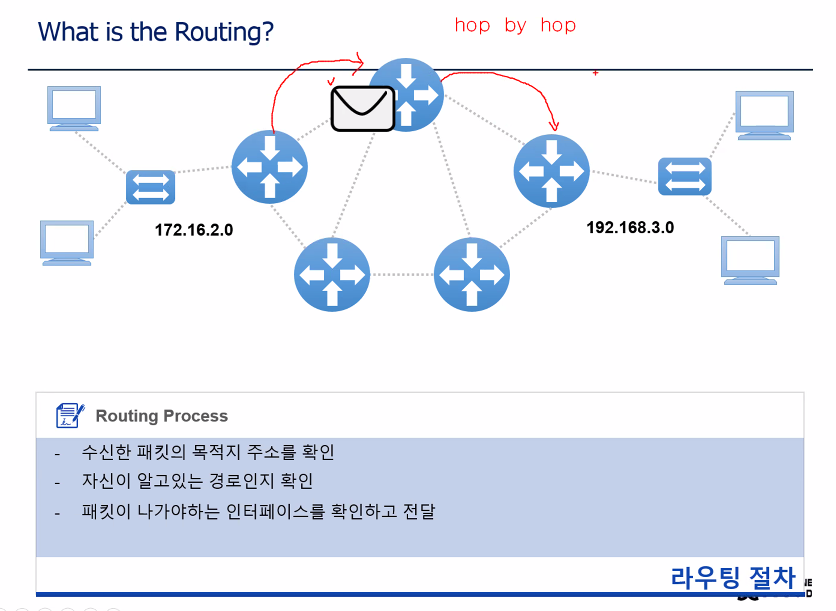 What is the Routing?
hop by hop
172.16.2.0
192.168.3.0
Routing Process
- 수신한 패킷의 목적지 주소를 확인
- 자신이 알고있는 경로인지 확인
- 패킷이 나가야하는 인터페이스를 확인하고 전달
라우팅 절차